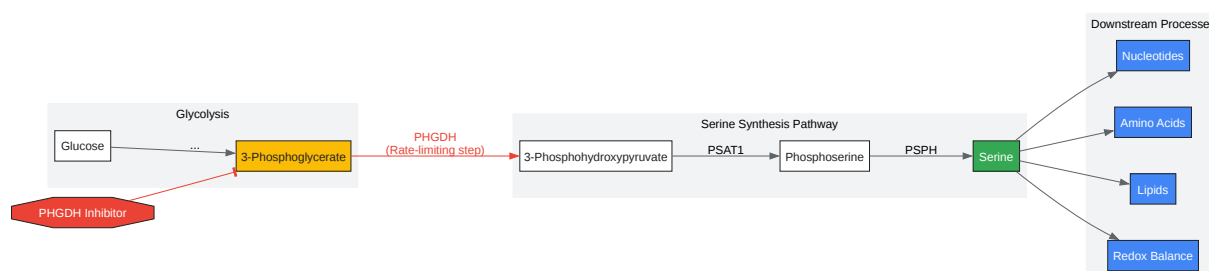 Glycolysis
Glucose
...
3-Phosphoglycerate
PHGDH Inhibitor
PHGDH
(Rate-limiting step)
Serine Synthesis Pathway
3-Phosphohydroxypyruvate
PSAT1
Phosphoserine
PSPH
Serine
Downstream Processe
Nucleotides
Amino Acids
Lipids
Redox Balance